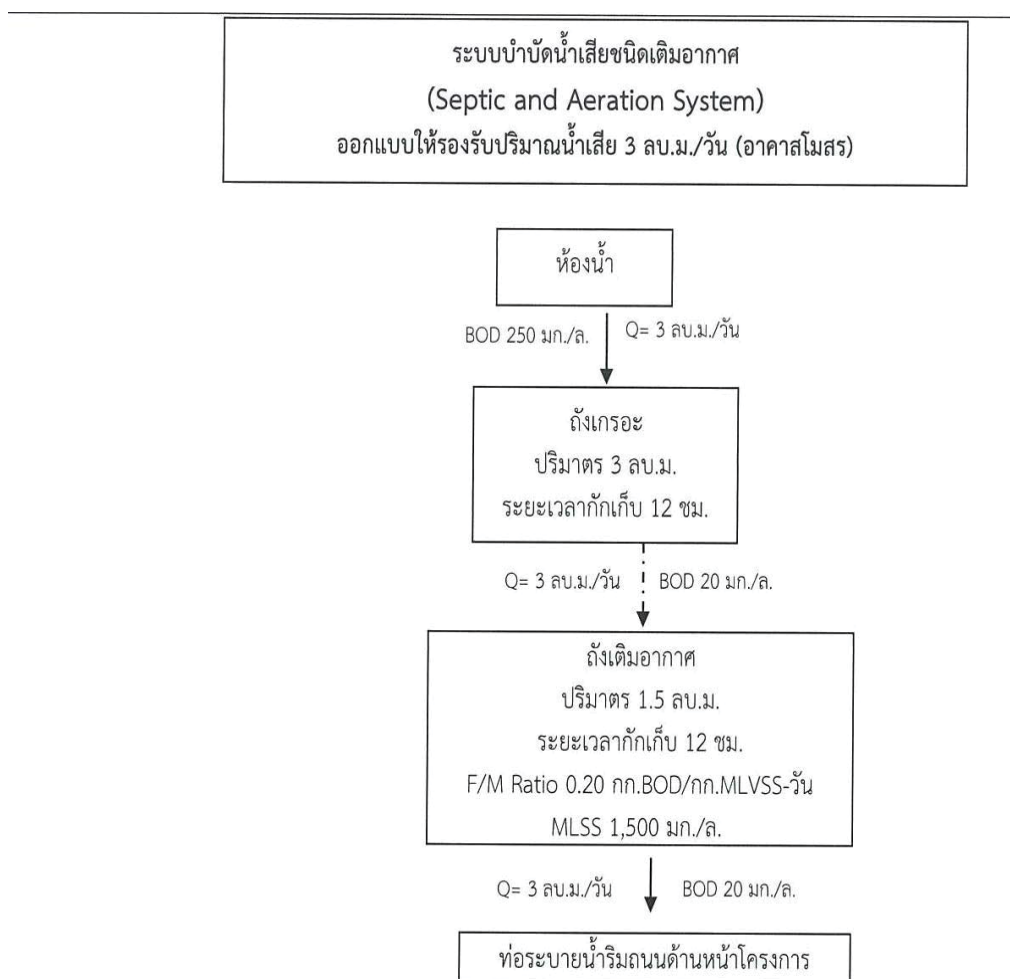 ระบบบำบัดน้ำเสียชนิดเติมอากาศ
(Septic and Aeration System)
ออกแบบให้รองรับปริมาณน้ำเสีย 3 ลบ.ม./วัน (อาคาสโมสร)
ห้องน้ำ
BOD 250 มก./ล. Q= 3 ลบ.ม./วัน
ถังเกรอะ
ปริมาตร 3 ลบ.ม.
ระยะเวลากักเก็บ 12 ชม.
Q= 3 ลบ.ม./วัน BOD 20 มก./ล.
ถังเติมอากาศ
ปริมาตร 1.5 ลบ.ม.
ระยะเวลากักเก็บ 12 ชม.
F/M Ratio 0.20 กก.BOD/กก.MLVSS-วัน
MLSS 1,500 มก./ล.
Q= 3 ลบ.ม./วัน BOD 20 มก./ล.
ท่อระบายน้ำริมถนนด้านหน้าโครงการ